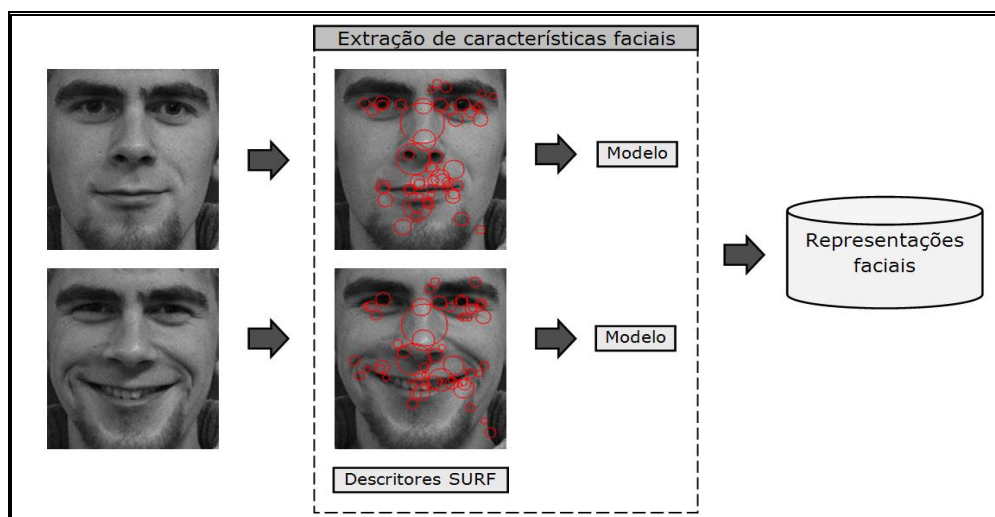 Extração de características faciais
Modelo
Representações
faciais
Modelo
Descritores SURF